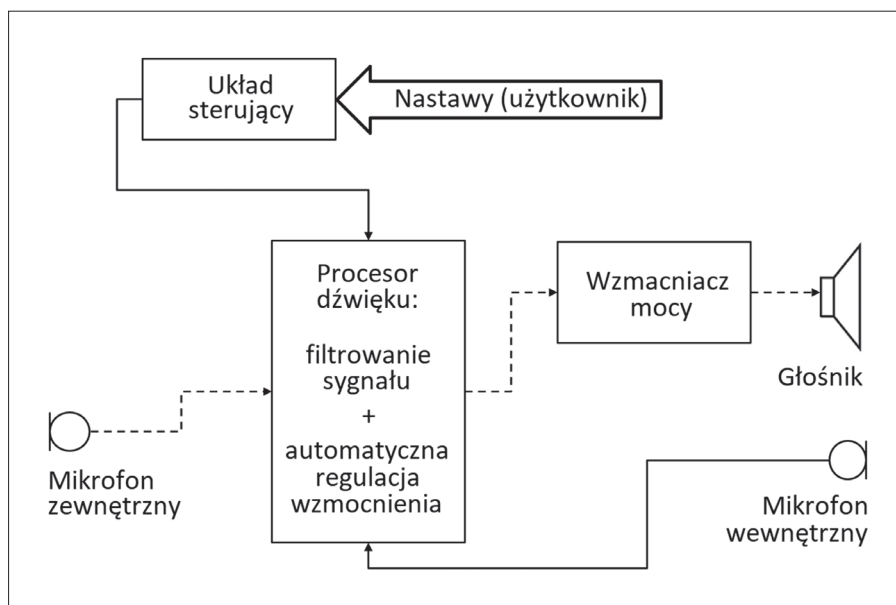 Układ
sterujący
Nastawy (użytkownik)
Procesor
dźwięku:
filtrowanie
sygnału
+
automatyczna
regulacja
wzmocnienia
Wzmacniacz
mocy
Głośnik
Mikrofon
zewnętrzny
Mikrofon
wewnętrzny